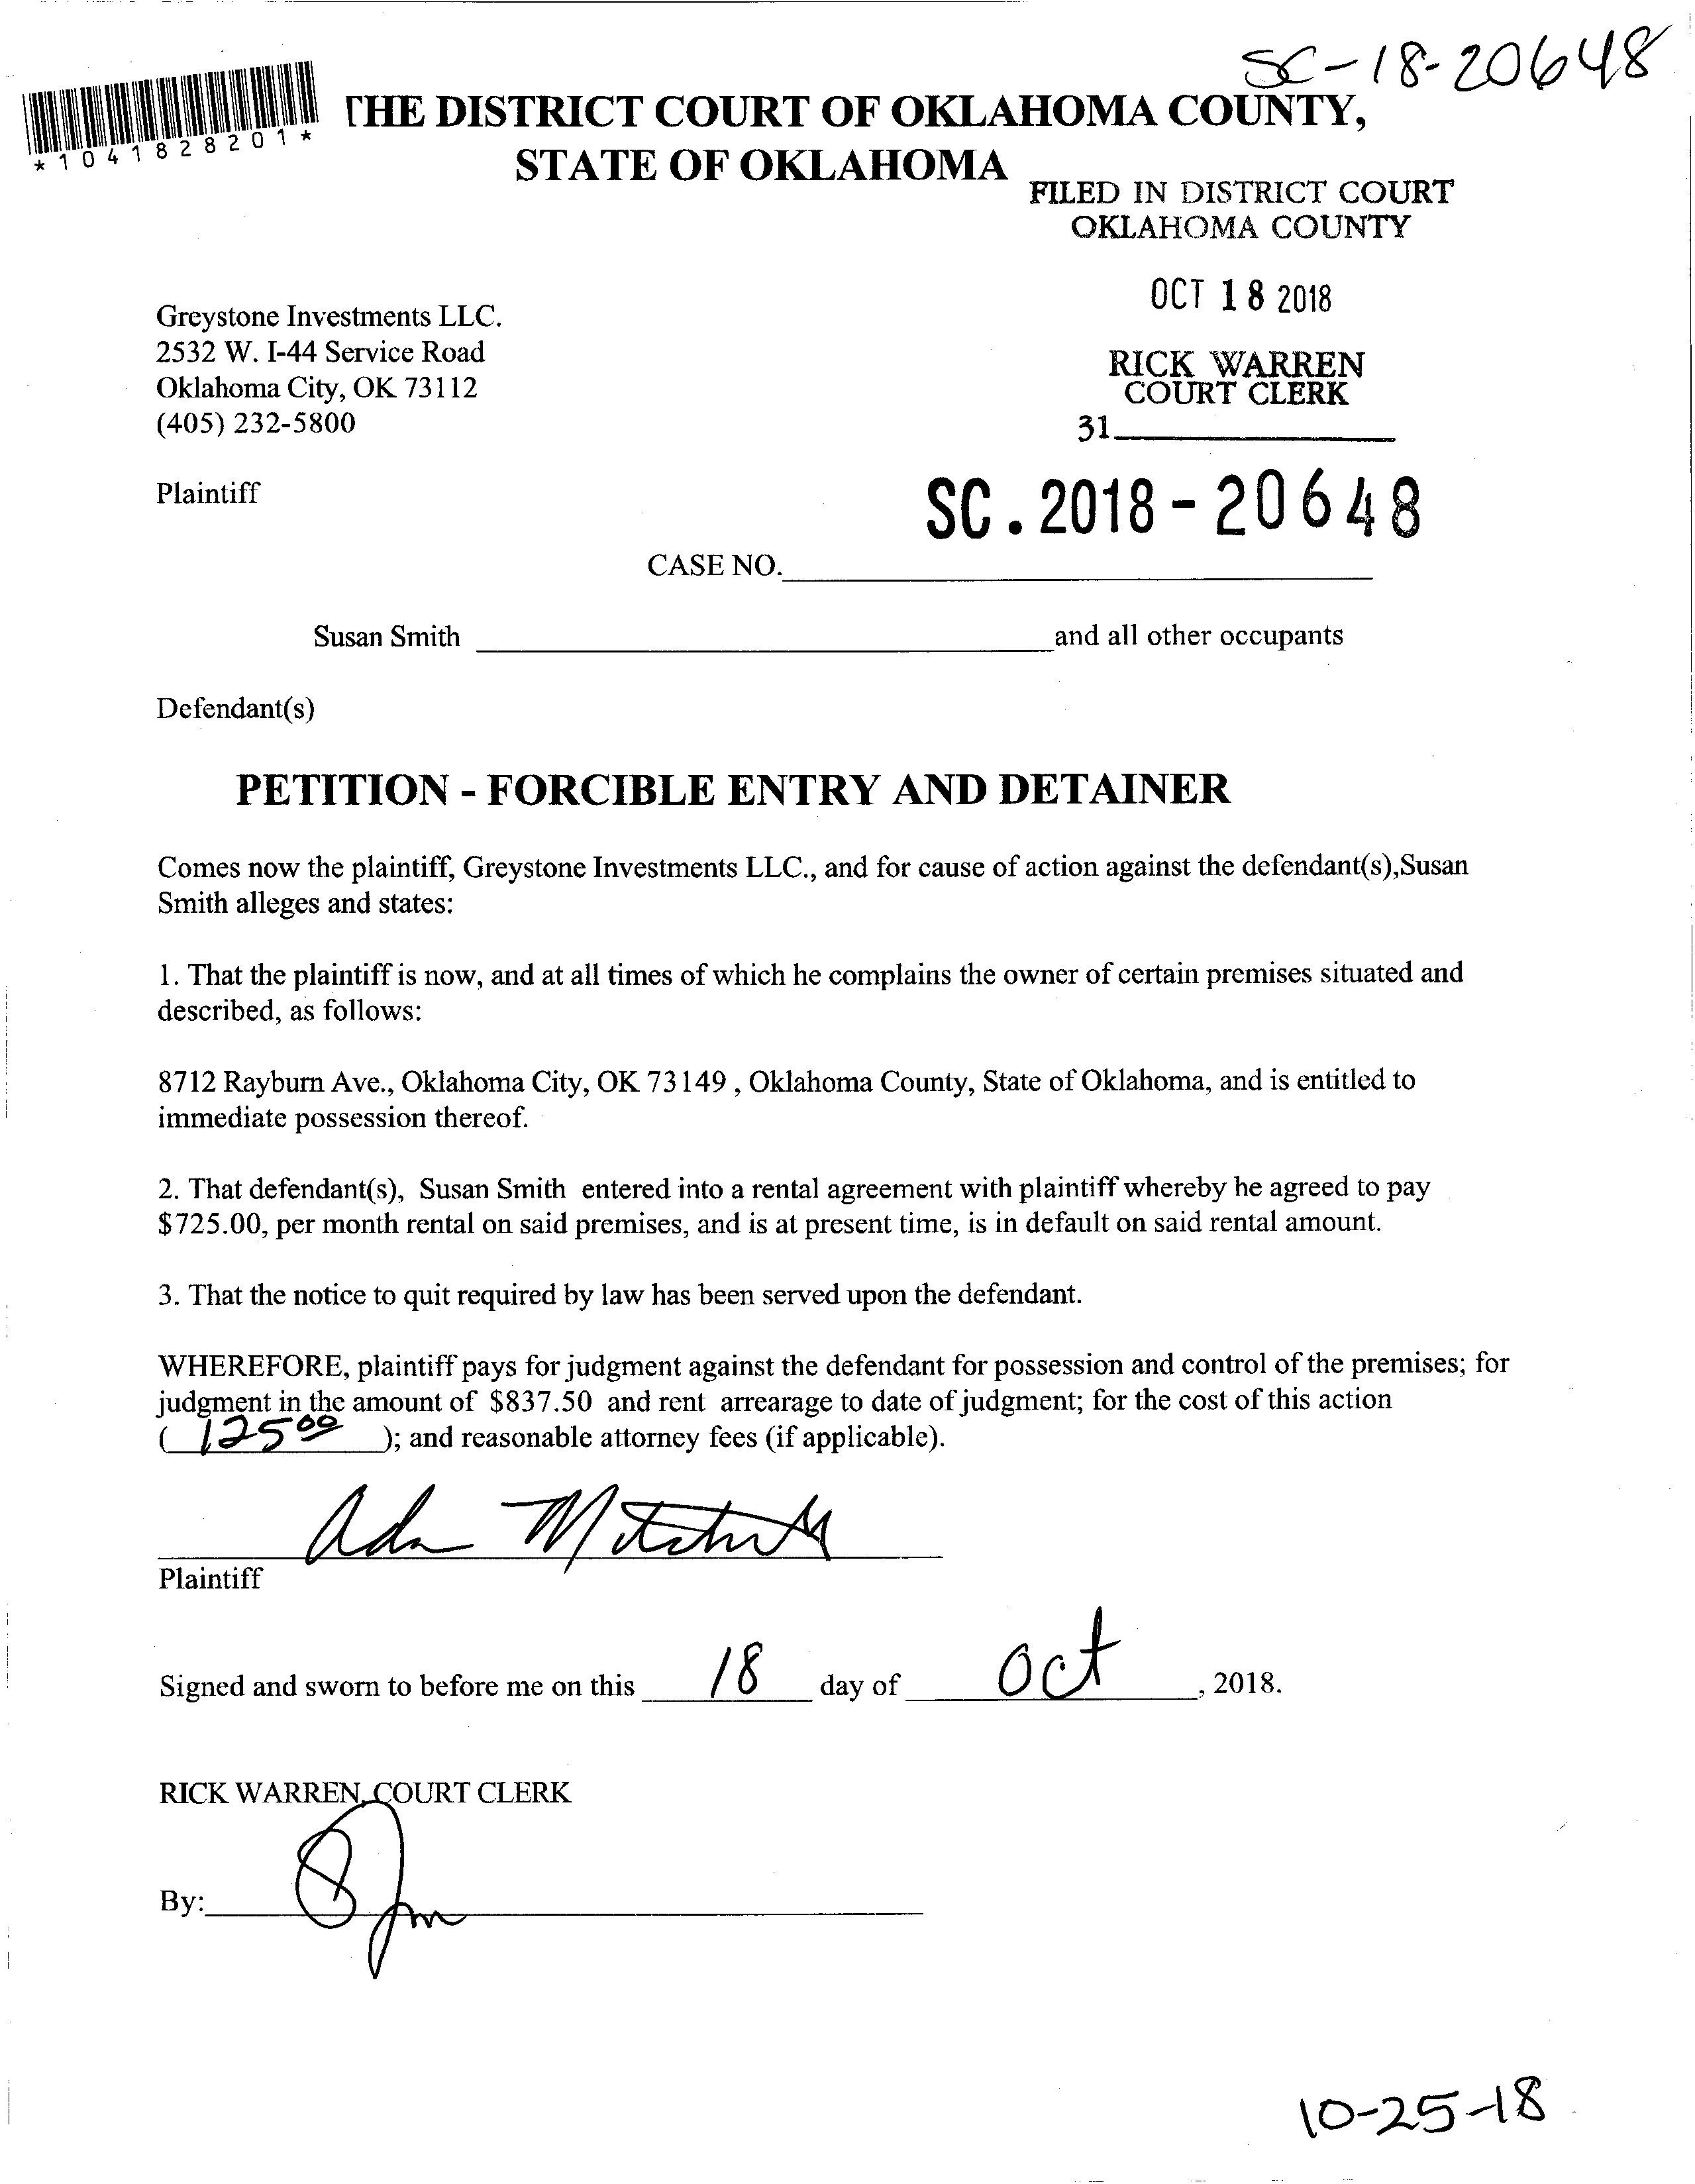 SC-18-20648
*1041828201*
THE DISTRICT COURT OF OKLAHOMA COUNTY,
STATE OF OKLAHOMA
FILED IN DISTRICT COURT
OKLAHOMA COUNTY
OCT 18 2018
RICK WARREN
COURT CLERK
31
Greystone Investments LLC.
2532 W. I-44 Service Road
Oklahoma City, OK 73112
(405) 232-5800
Plaintiff
SC.2018-20648
CASE NO.
Susan Smith and all other occupants
Defendant(s)
PETITION - FORCIBLE ENTRY AND DETAINER
Comes now the plaintiff, Greystone Investments LLC., and for cause of action against the defendant(s),Susan
Smith alleges and states:
1. That the plaintiff is now, and at all times of which he complains the owner of certain premises situated and
described, as follows:
8712 Rayburn Ave., Oklahoma City, OK 73149 , Oklahoma County, State of Oklahoma, and is entitled to
immediate possession thereof.
2. That defendant(s), Susan Smith entered into a rental agreement with plaintiff whereby he agreed to pay
$725.00, per month rental on said premises, and is at present time, is in default on said rental amount.
3. That the notice to quit required by law has been served upon the defendant.
WHEREFORE, plaintiff pays for judgment against the defendant for possession and control of the premises; for
judgment in the amount of $837.50 and rent arrearage to date of judgment; for the cost of this action
( 125 00 ); and reasonable attorney fees (if applicable).
Plaintiff
Signed and sworn to before me on this 18 day of Oct , 2018.
RICK WARREN, COURT CLERK
By:
10-25-18